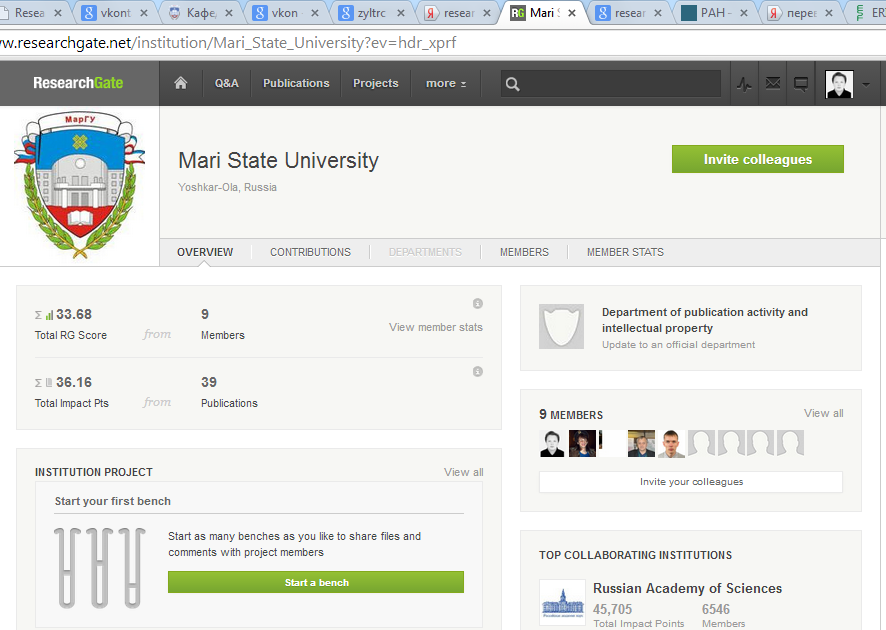 Resea
vkont
Кафе,
vkon
zyltrc
resear
Mari S
resear
РАН -
пере
ER
w.researchgate.net/institution/Mari_State_University?ev=hdr_xprf
ResearchGate
Q&A
Publications
Projects
more
МарГУ
Mari State University
Yoshkar-Ola, Russia
Invite colleagues
OVERVIEW
CONTRIBUTIONS
DEPARTMENTS
MEMBERS
MEMBER STATS
Σ 33.68
Total RG Score
from
9
Members
View member stats
Σ 36.16
Total Impact Pts
from
39
Publications
Department of publication activity and
intellectual property
Update to an official department
9 MEMBERS
View all
Invite your colleagues
INSTITUTION PROJECT
View all
Start your first bench
Start as many benches as you like to share files and
comments with project members
Start a bench
TOP COLLABORATING INSTITUTIONS
Russian Academy of Sciences
45,705
Total Impact Points
6546
Members